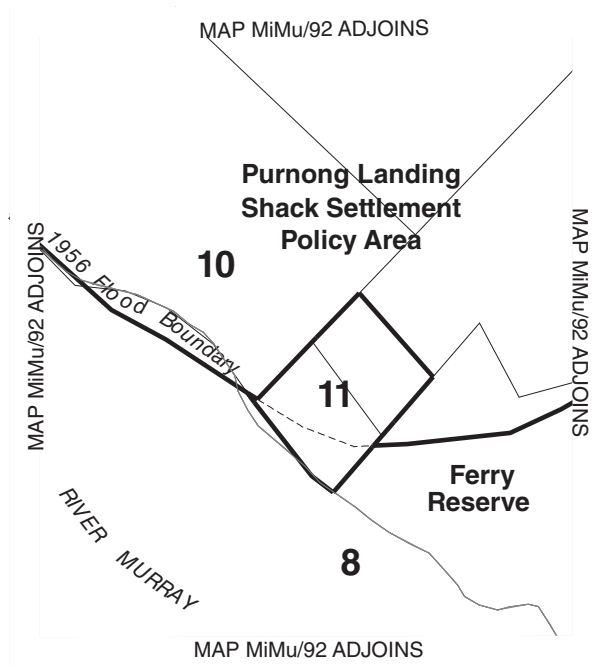 MAP MiMu/92 ADJOINS
Purnong Landing
Shack Settlement
Policy Area
10
1956 Flood Boundary
MAP MiMu/92 ADJOINS
MAP MiMu/92 ADJOINS
11
Ferry
Reserve
RIVER MURRAY
8
MAP MiMu/92 ADJOINS